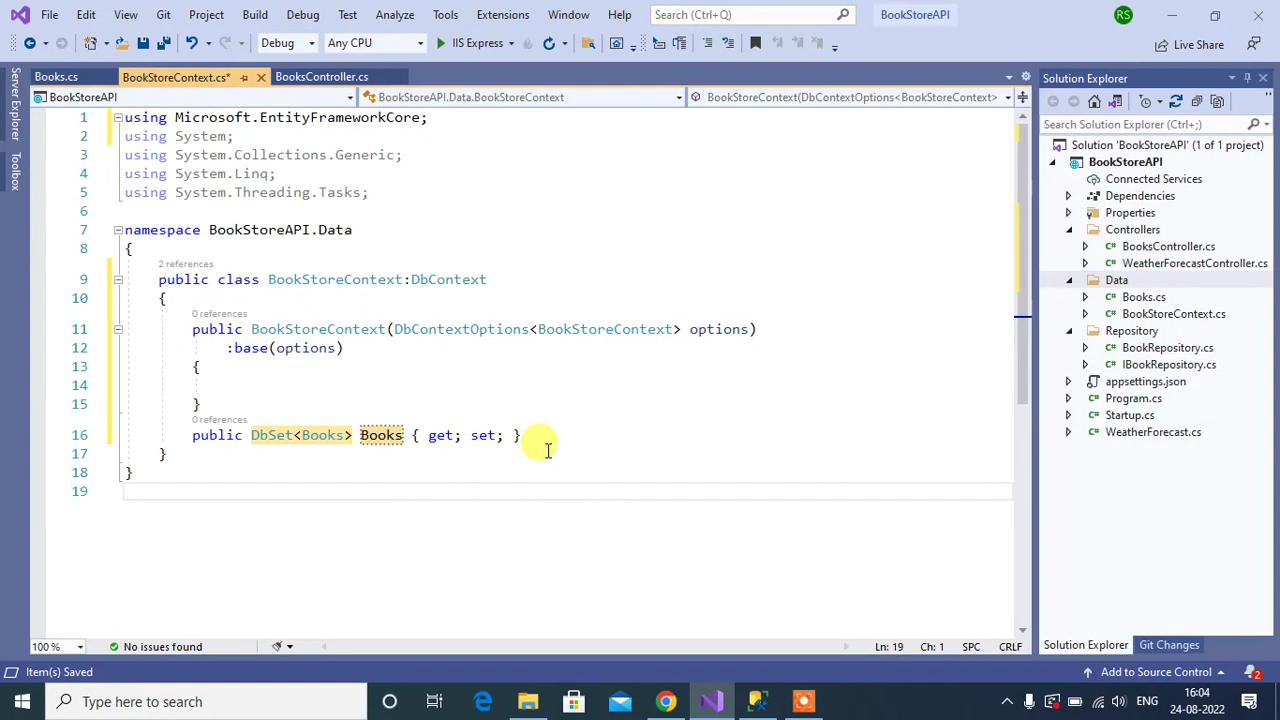 File Edit View Git Project Build Debug Test Analyze Tools Extensions Window Help Search (Ctrl+Q) BookStoreAPI RS
Debug Any CPU IIS Express Live Share
Server Explorer
Toolbox
Books.cs BookStoreContext.cs* BooksController.cs
BookStoreAPI BookStoreAPI.Data.BookStoreContext BookStoreContext(DbContextOptions<BookStoreContext>
1 using Microsoft.EntityFrameworkCore;
2 using System;
3 using System.Collections.Generic;
4 using System.Linq;
5 using System.Threading.Tasks;
6
7 namespace BookStoreAPI.Data
8 {
2 references
9 public class BookStoreContext:DbContext
10 {
0 references
11 public BookStoreContext(DbContextOptions<BookStoreContext> options)
12 :base(options)
13 {
14
15 }
0 references
16 public DbSet<Books> Books { get; set; }
17 }
18 }
19
100 % No issues found Ln: 19 Ch: 1 SPC CRLF
Solution Explorer
Search Solution Explorer (Ctrl+;)
Solution 'BookStoreAPI' (1 of 1 project)
BookStoreAPI
Connected Services
Dependencies
Properties
Controllers
C# BooksController.cs
C# WeatherForecastController.cs
Data
C# Books.cs
C# BookStoreContext.cs
Repository
C# BookRepository.cs
C# IBookRepository.cs
appsettings.json
C# Program.cs
C# Startup.cs
C# WeatherForecast.cs
Solution Explorer Git Changes
Item(s) Saved Add to Source Control 2
Type here to search ENG 16:04
24-08-2022